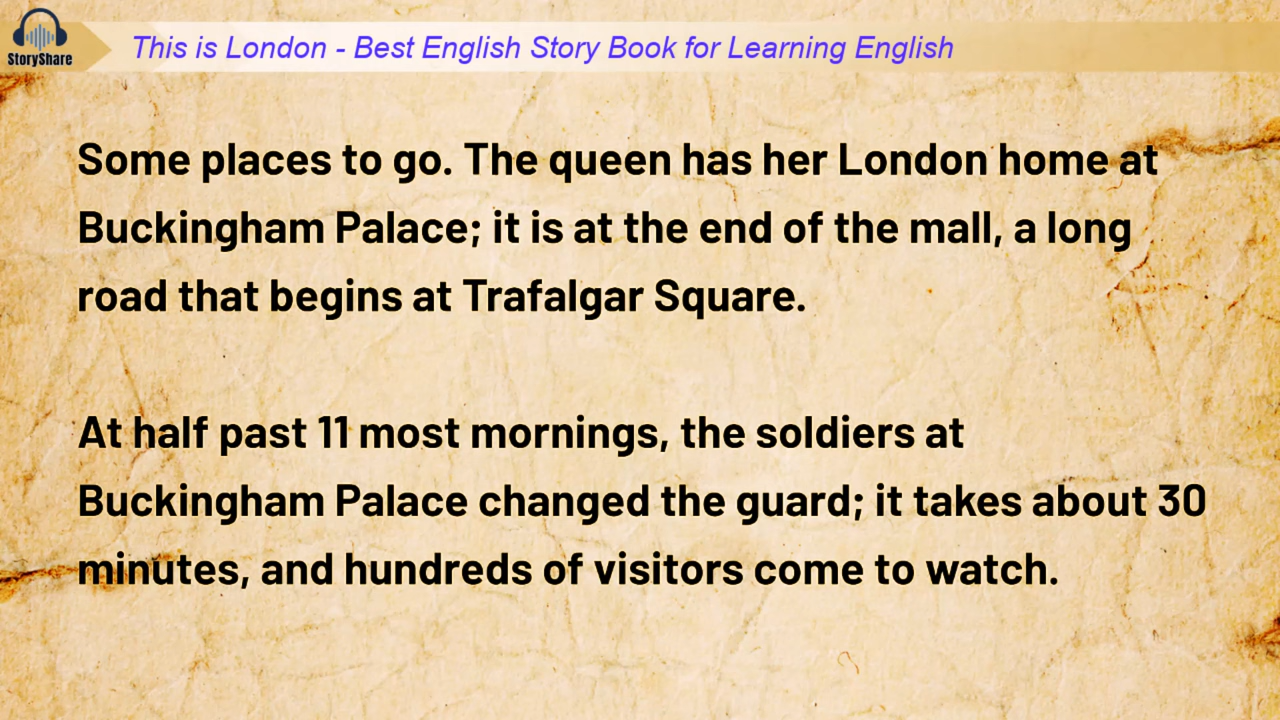 StoryShare
This is London - Best English Story Book for Learning English
Some places to go. The queen has her London home at
Buckingham Palace; it is at the end of the mall, a long
road that begins at Trafalgar Square.
At half past 11 most mornings, the soldiers at
Buckingham Palace changed the guard; it takes about 30
minutes, and hundreds of visitors come to watch.